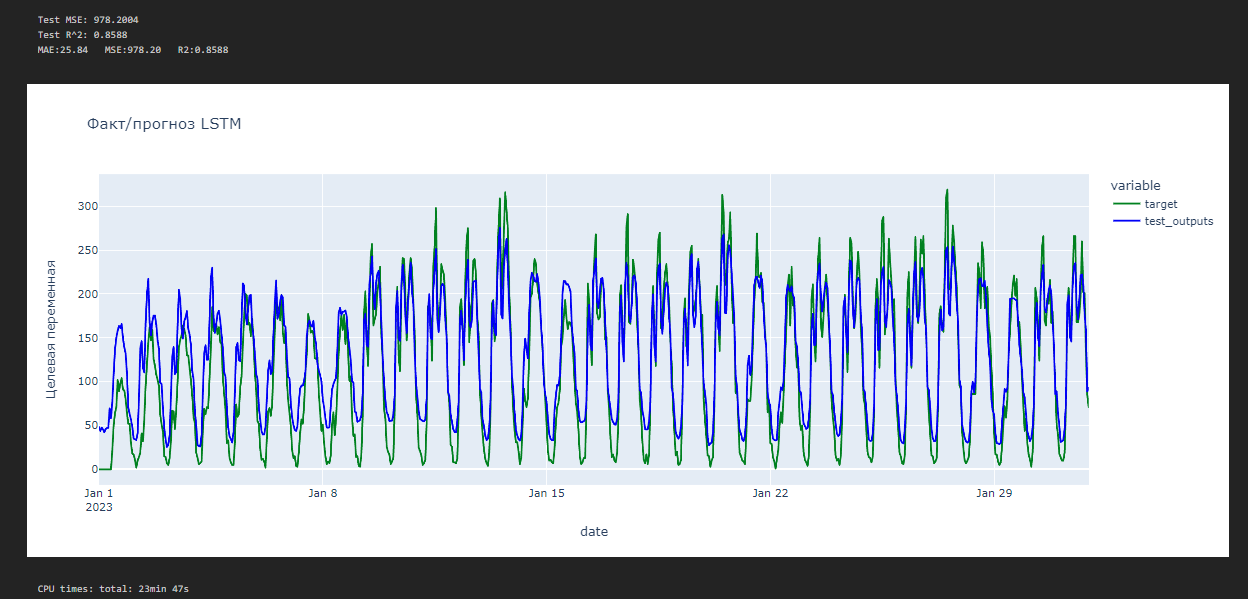 Test MSE: 978.2004
Test R^2: 0.8588
MAE:25.84 MSE:978.20 R2:0.8588
Факт/прогноз LSTM
variable
target
test_outputs
Целевая переменная
300
250
200
150
100
50
0
Jan 1
2023
Jan 8
Jan 15
Jan 22
Jan 29
date
CPU times: total: 23min 47s